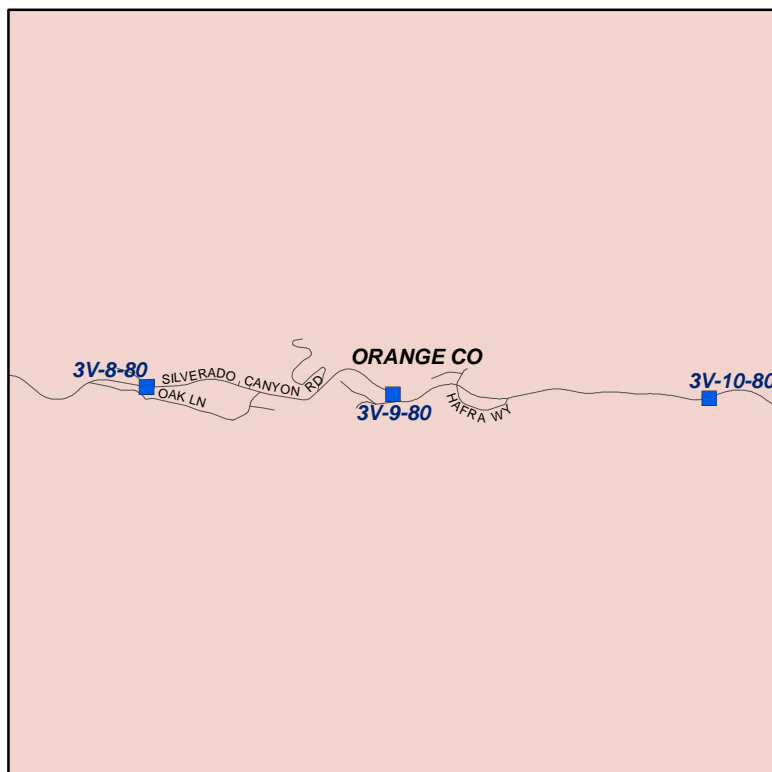 ORANGE CO
3V-8-80
SILVERADO CANYON RD
3V-10-80
OAK LN
3V-9-80
HAFRA WY